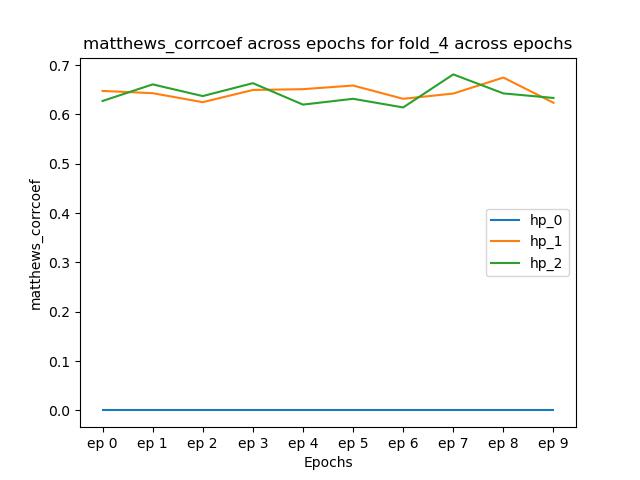 matthews_corrcoef across epochs for fold_4 across epochs
0.7
0.6
0.5
0.4
0.3
0.2
0.1
0.0
matthews_corrcoef
hp_0
hp_1
hp_2
ep 0 ep 1 ep 2 ep 3 ep 4 ep 5 ep 6 ep 7 ep 8 ep 9
Epochs